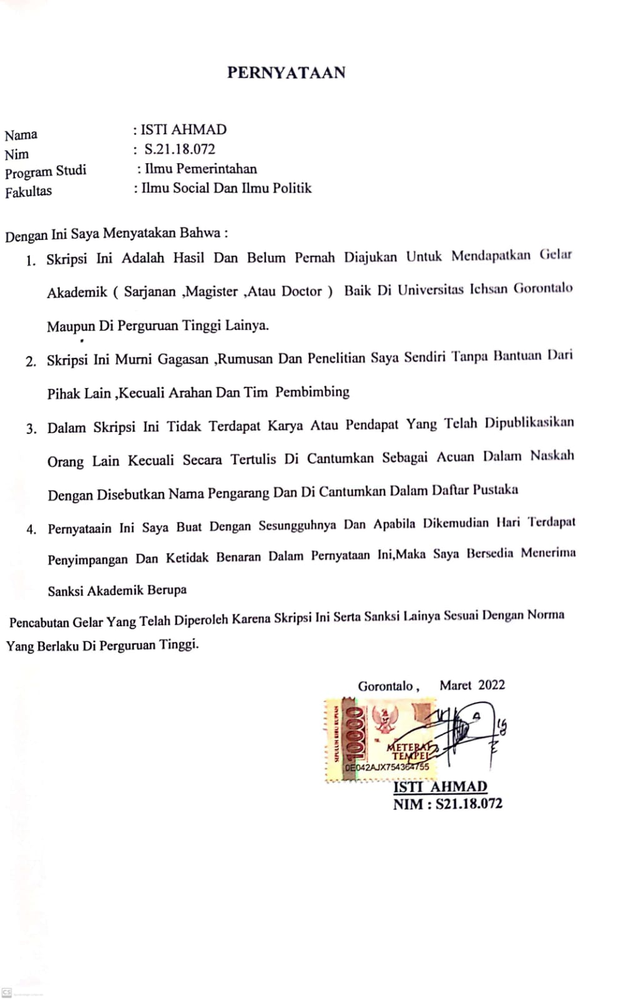 PERNYATAAN
Nama : ISTI AHMAD
Nim : S.21.18.072
Program Studi : Ilmu Pemerintahan
Fakultas : Ilmu Social Dan Ilmu Politik
Dengan Ini Saya Menyatakan Bahwa :
1. Skripsi Ini Adalah Hasil Dan Belum Pernah Diajukan Untuk Mendapatkan Gelar
Akademik ( Sarjanan ,Magister ,Atau Doctor ) Baik Di Universitas Ichsan Gorontalo
Maupun Di Perguruan Tinggi Lainya.
2. Skripsi Ini Murni Gagasan ,Rumusan Dan Penelitian Saya Sendiri Tanpa Bantuan Dari
Pihak Lain ,Kecuali Arahan Dan Tim Pembimbing
3. Dalam Skripsi Ini Tidak Terdapat Karya Atau Pendapat Yang Telah Dipublikasikan
Orang Lain Kecuali Secara Tertulis Di Cantumkan Sebagai Acuan Dalam Naskah
Dengan Disebutkan Nama Pengarang Dan Di Cantumkan Dalam Daftar Pustaka
4. Pernyataain Ini Saya Buat Dengan Sesungguhnya Dan Apabila Dikemudian Hari Terdapat
Penyimpangan Dan Ketidak Benaran Dalam Pernyataan Ini,Maka Saya Bersedia Menerima
Sanksi Akademik Berupa
Pencabutan Gelar Yang Telah Diperoleh Karena Skripsi Ini Serta Sanksi Lainya Sesuai Dengan Norma
Yang Berlaku Di Perguruan Tinggi.
Gorontalo , Maret 2022
SEPULUH RIBU RUPIAH
10000
METERAI
TEMPEL
0E042AJX754364755
ISTI AHMAD
NIM : S21.18.072
CS